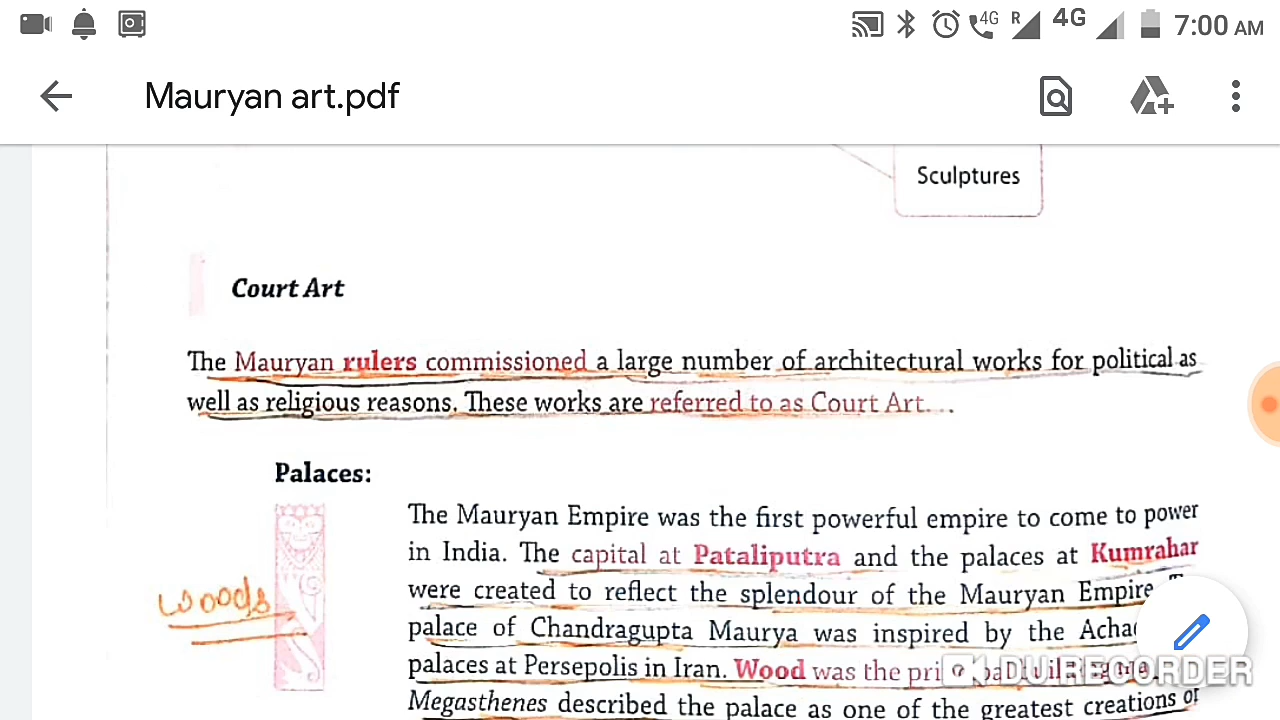 4G R 4G 7:00 AM
Mauryan art.pdf
Sculptures
Court Art
The Mauryan rulers commissioned a large number of architectural works for political as
well as religious reasons. These works are referred to as Court Art...
Palaces:
The Mauryan Empire was the first powerful empire to come to power
in India. The capital at Pataliputra and the palaces at Kumrahar
were created to reflect the splendour of the Mauryan Empire
woods
palace of Chandragupta Maurya was inspired by the
palaces at Persepolis in Iran. Wood was the
DU RECORDER
Megasthenes described the palace as one of the greatest creations of